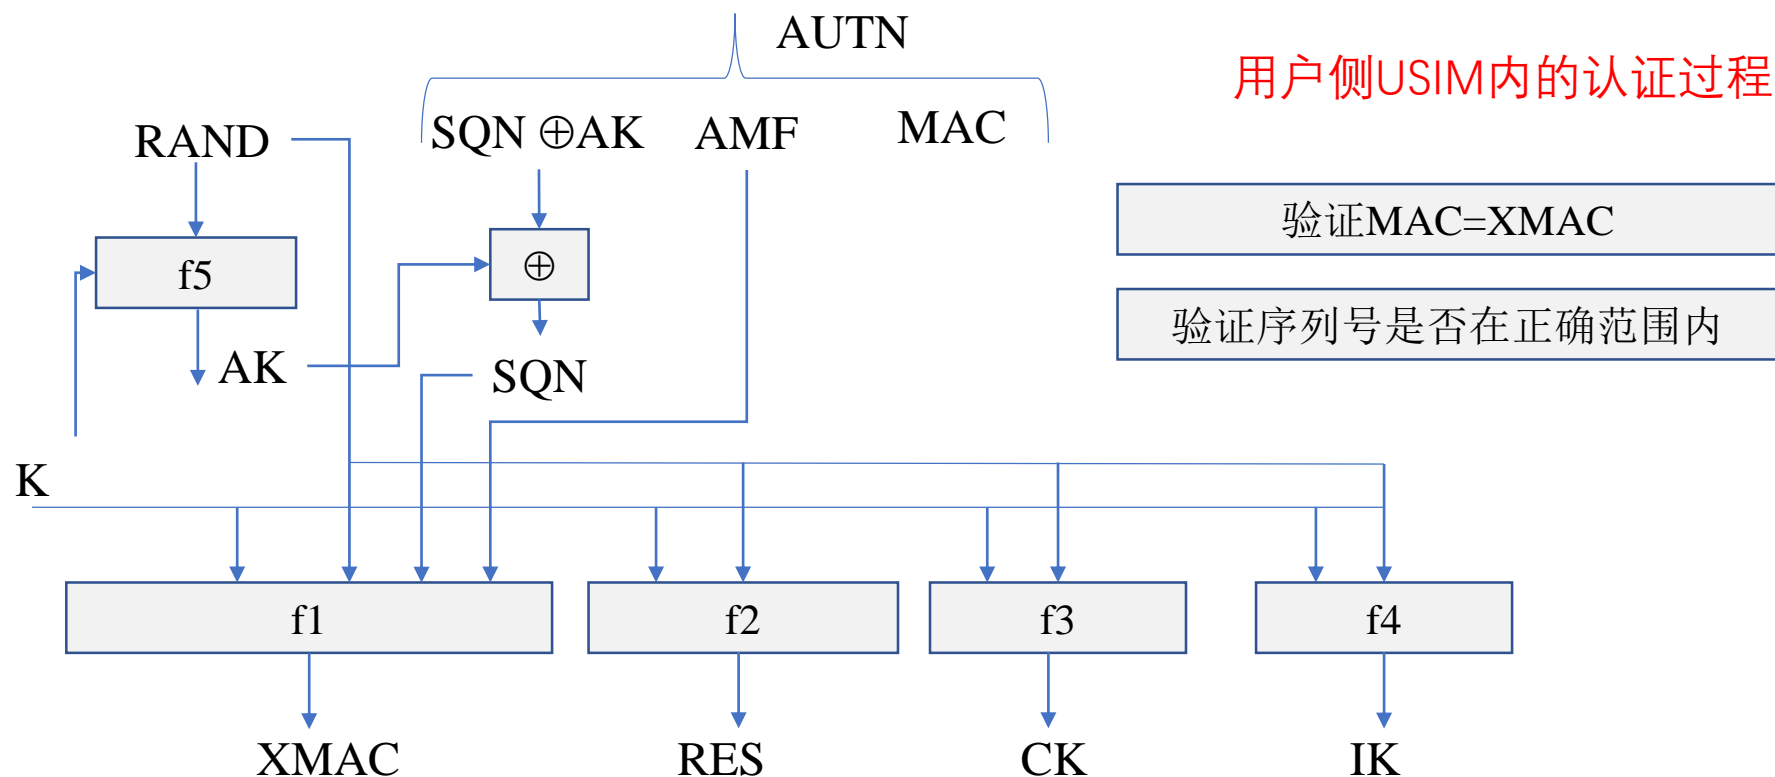 AUTN
用户侧USIM内的认证过程
RAND
SQN ⊕AK
AMF
MAC
验证MAC=XMAC
f5
⊕
验证序列号是否在正确范围内
AK
SQN
K
f1
f2
f3
f4
XMAC
RES
CK
IK